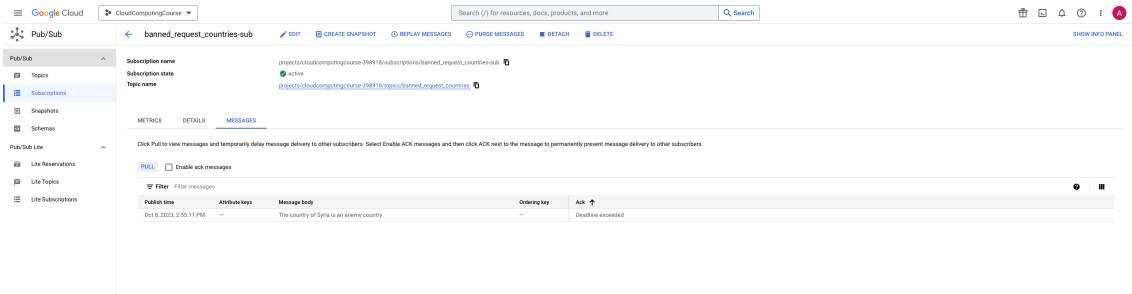 Google Cloud CloudComputingCourse Search (/) for resources, docs, products, and more Search A
Pub/Sub banned_request_countries-sub EDIT CREATE SNAPSHOT REPLAY MESSAGES PURGE MESSAGES DETACH DELETE SHOW INFO PANEL
Pub/Sub
Topics
Subscriptions
Snapshots
Schemas
Pub/Sub Lite
Lite Reservations
Lite Topics
Lite Subscriptions
Subscription name projects/cloudcomputingcourse-398918/subscriptions/banned_request_countries-sub
Subscription state active
Topic name projects/cloudcomputingcourse-398918/topics/banned_request_countries
METRICS DETAILS MESSAGES
Click Pull to view messages and temporarily delay message delivery to other subscribers. Select Enable ACK messages and then click ACK next to the message to permanently prevent message delivery to other subscribers.
PULL Enable ack messages
Filter Filter messages
Publish time Attribute keys Message body Ordering key Ack
Oct 8, 2023, 2:55:11 PM — The country of Syria is an enemy country — Deadline exceeded